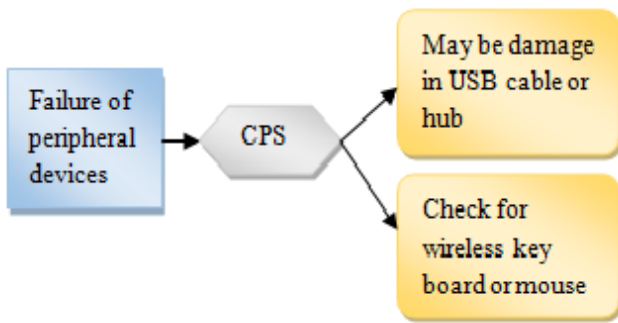 Failure of
peripheral
devices
CPS
May be damage
in USB cable or
hub
Check for
wireless key
board or mouse